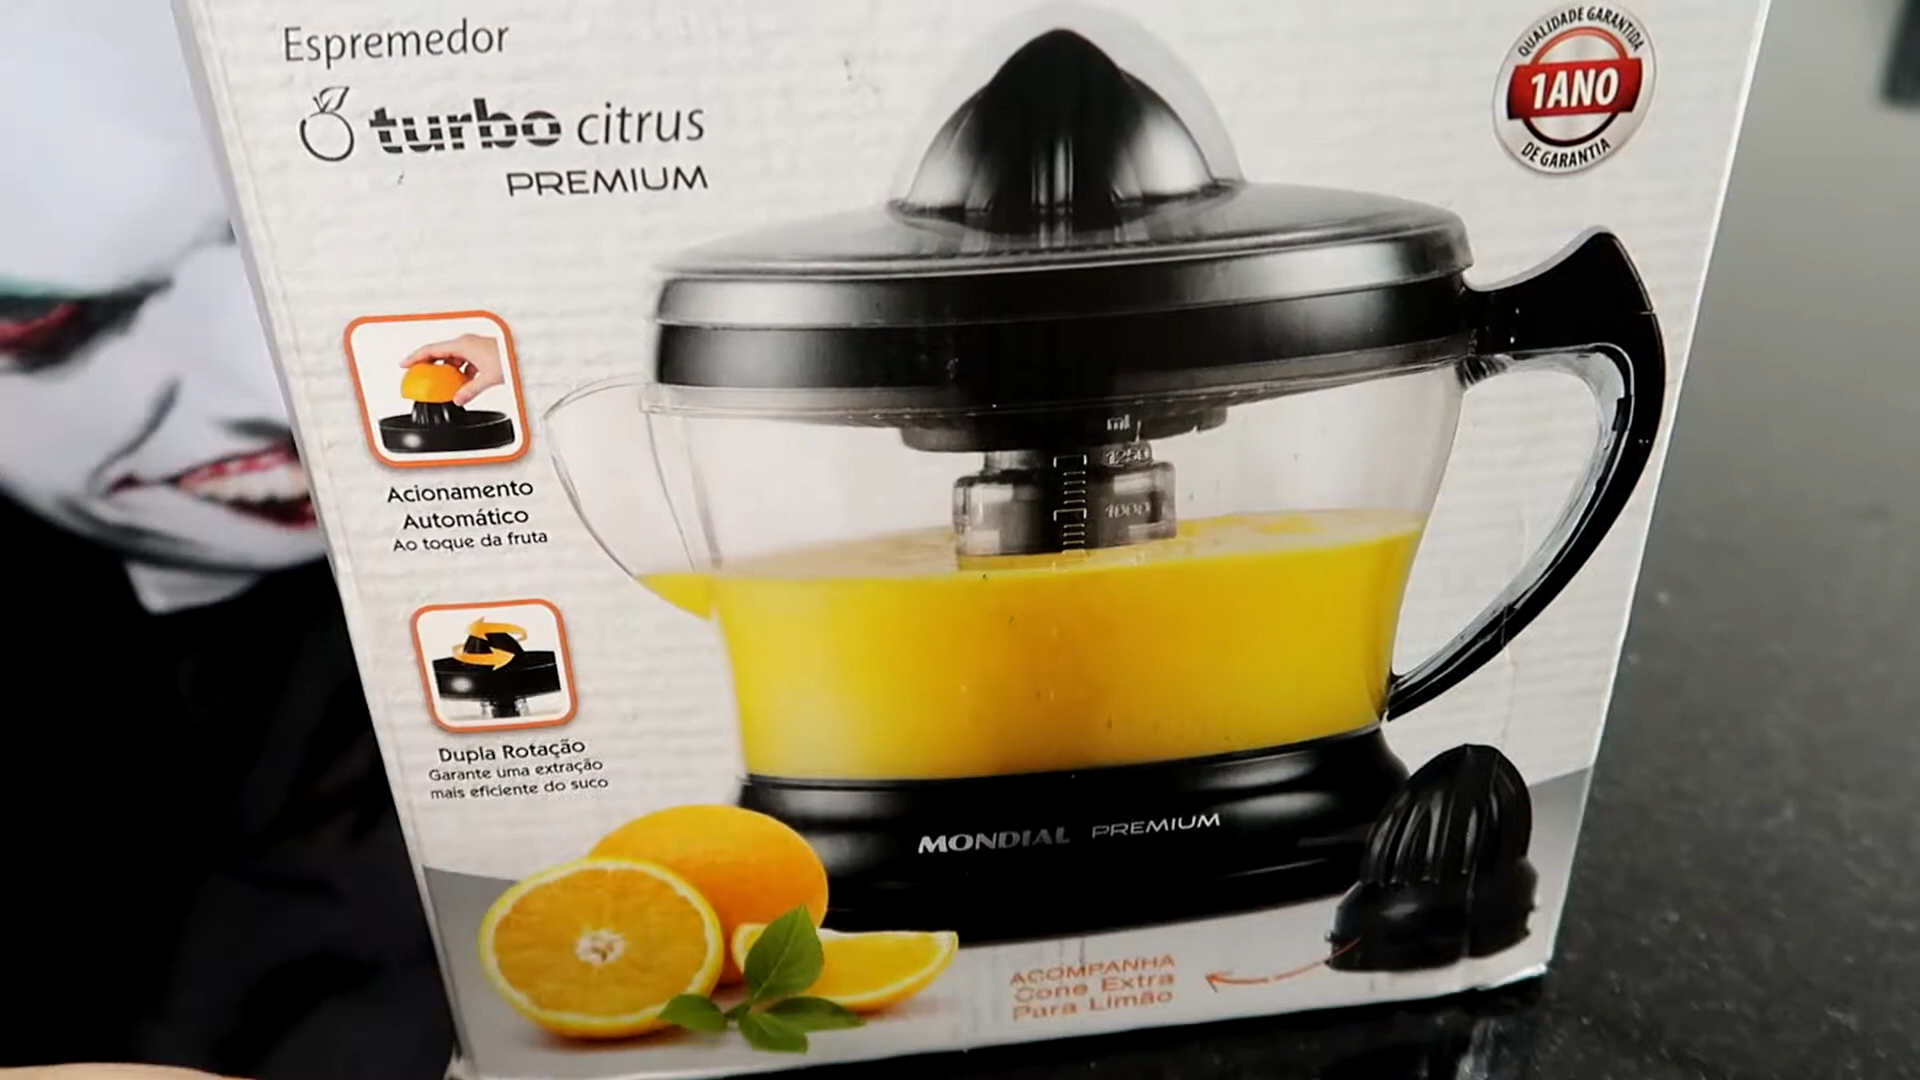 Espremedor
turbo citrus
PREMIUM
QUALIDADE GARANTIDA
1ANO
DE GARANTIA
Acionamento
Automático
Ao toque da fruta
ml
1250
1000
Dupla Rotação
Garante uma extração
mais eficiente do suco
MONDIAL PREMIUM
ACOMPANHA
Cone Extra
Para Limão